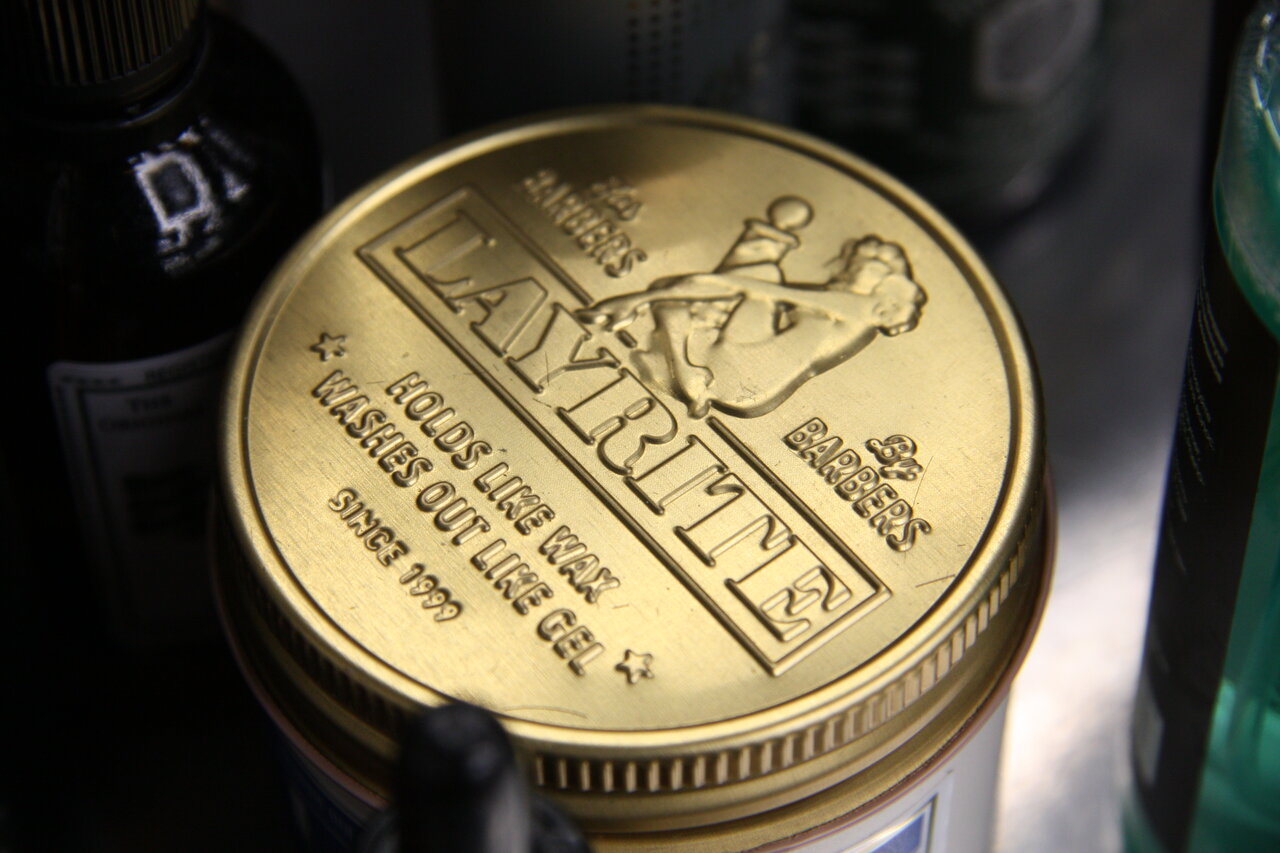 For
BARBERS
LAYRITE
By
BARBERS
HOLDS LIKE WAX
WASHES OUT LIKE GEL
SINCE 1999